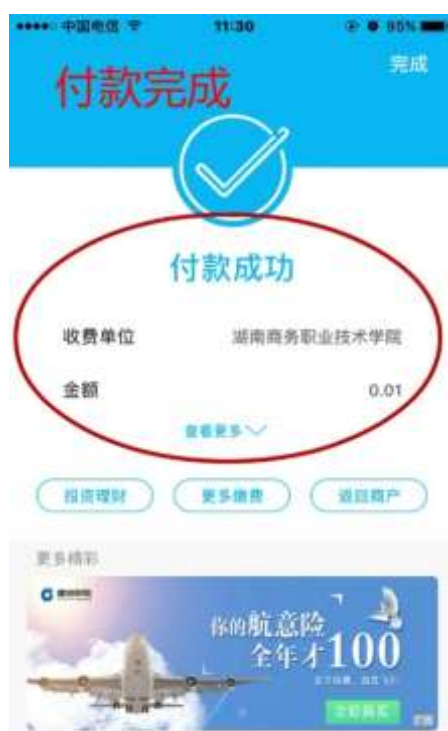 中国电信 11:30 95%
完成
付款完成
付款成功
收费单位 湖南商务职业技术学院
金额 0.01
查看更多
投资理财 更多缴费 返回商户
更多精彩
你的航意险
全年才100
立即购买